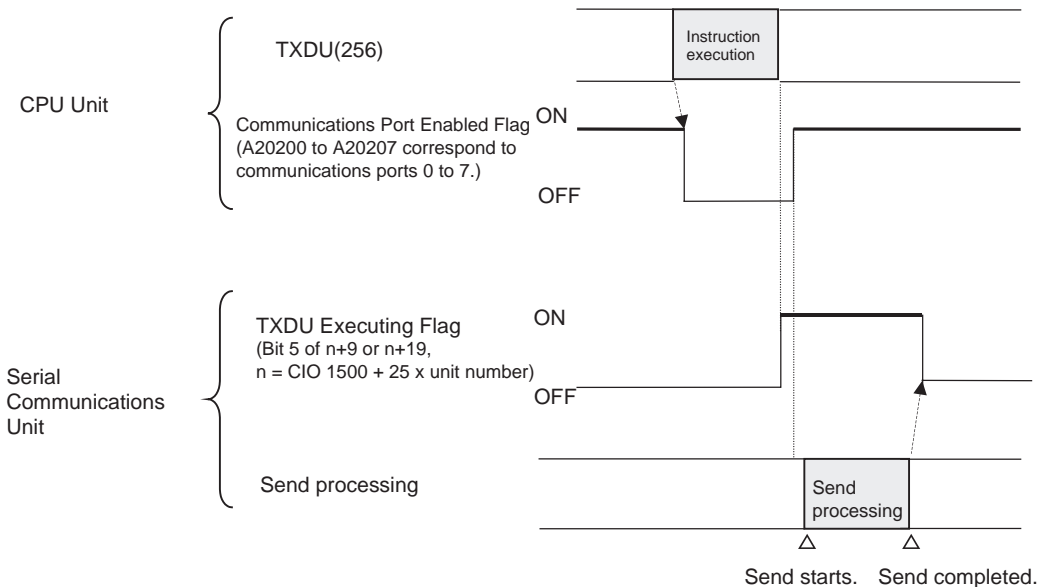 CPU Unit
TXDU(256)
Instruction
execution
Communications Port Enabled Flag
(A20200 to A20207 correspond to
communications ports 0 to 7.)
ON
OFF
Serial
Communications
Unit
TXDU Executing Flag
(Bit 5 of n+9 or n+19,
n = CIO 1500 + 25 x unit number)
ON
OFF
Send processing
Send
processing
Send starts.
Send completed.